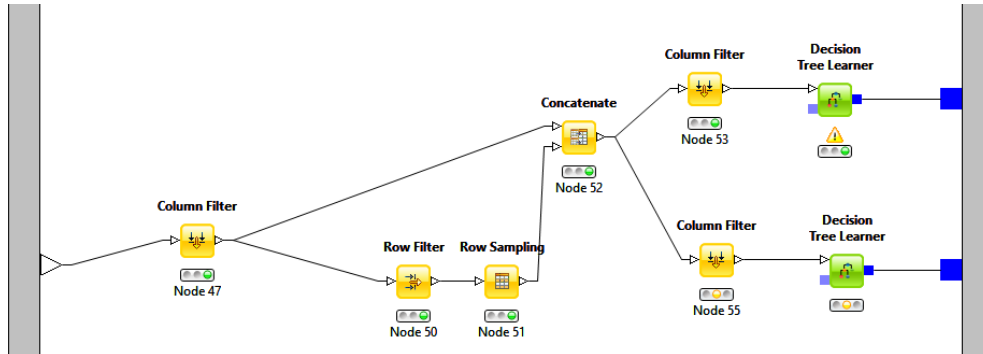 Decision
Tree Learner
Column Filter
Node 53
Concatenate
Node 52
Column Filter
Node 47
Row Filter
Node 50
Row Sampling
Node 51
Column Filter
Node 55
Decision
Tree Learner